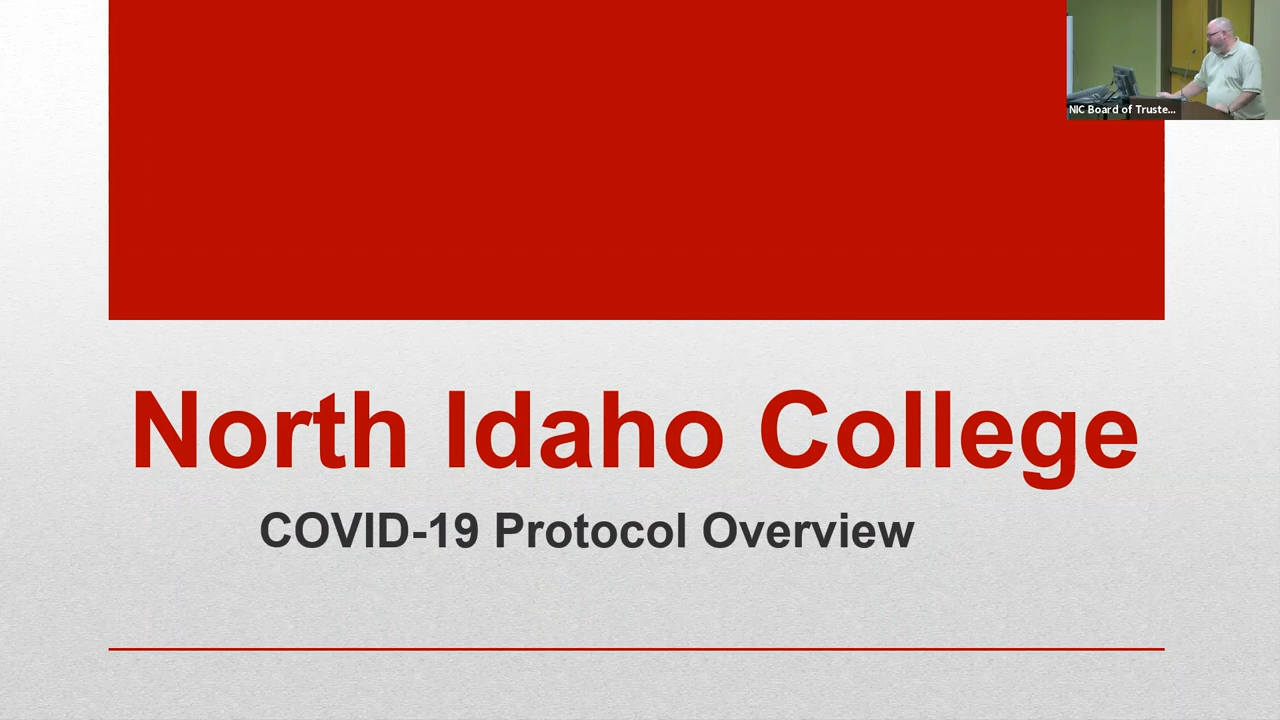 NIC Board of Truste...
North Idaho College
COVID-19 Protocol Overview